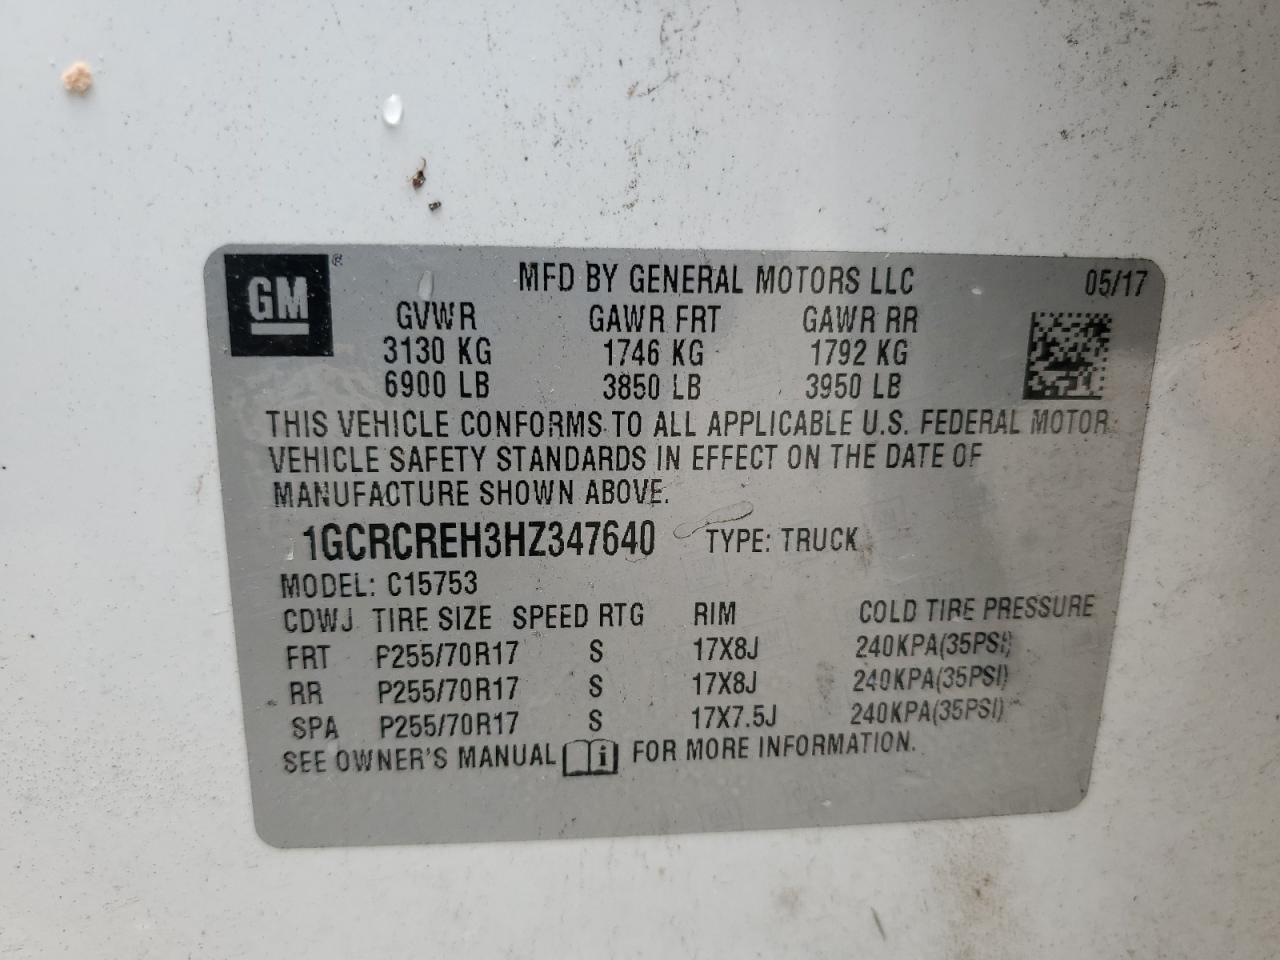 GM®
MFD BY GENERAL MOTORS LLC 05/17
GVWR GAWR FRT GAWR RR
3130 KG 1746 KG 1792 KG
6900 LB 3850 LB 3950 LB
THIS VEHICLE CONFORMS TO ALL APPLICABLE U.S. FEDERAL MOTOR
VEHICLE SAFETY STANDARDS IN EFFECT ON THE DATE OF
MANUFACTURE SHOWN ABOVE.
1GCRCREH3HZ347640 TYPE: TRUCK
MODEL: C15753
CDWJ TIRE SIZE SPEED RTG RIM COLD TIRE PRESSURE
FRT P255/70R17 S 17X8J 240KPA(35PSI)
RR P255/70R17 S 17X8J 240KPA(35PSI)
SPA P255/70R17 S 17X7.5J 240KPA(35PSI)
SEE OWNER'S MANUAL i FOR MORE INFORMATION.